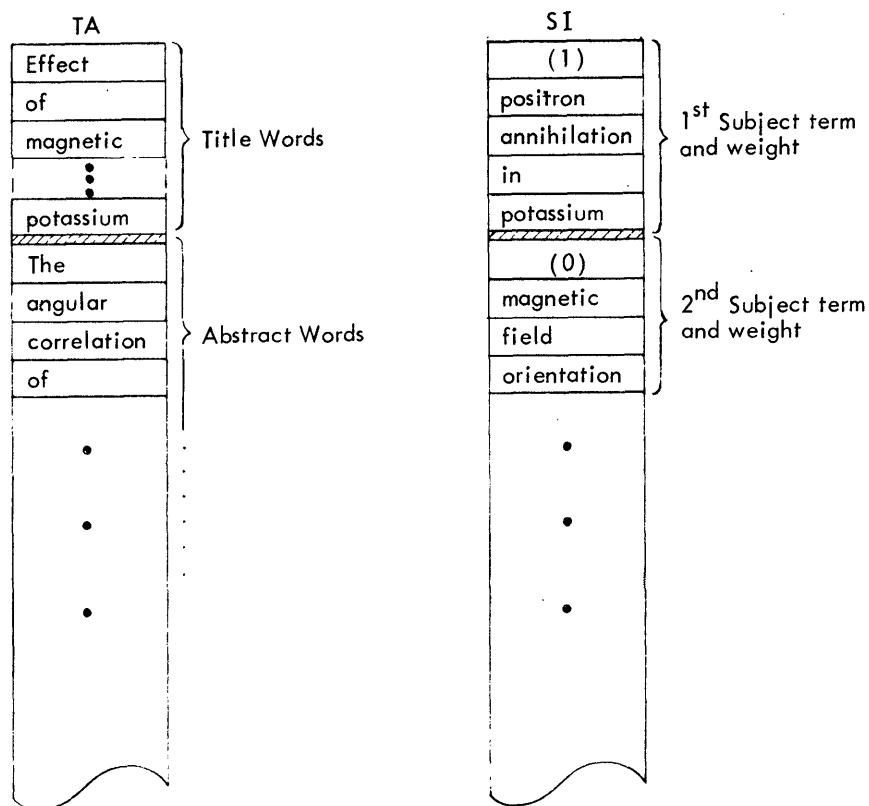 TA
Effect
of
magnetic
potassium
Title Words
The
angular
correlation
of
Abstract Words
SI
(1)
positron
annihilation
in
potassium
1st Subject term
and weight
(0)
magnetic
field
orientation
2nd Subject term
and weight